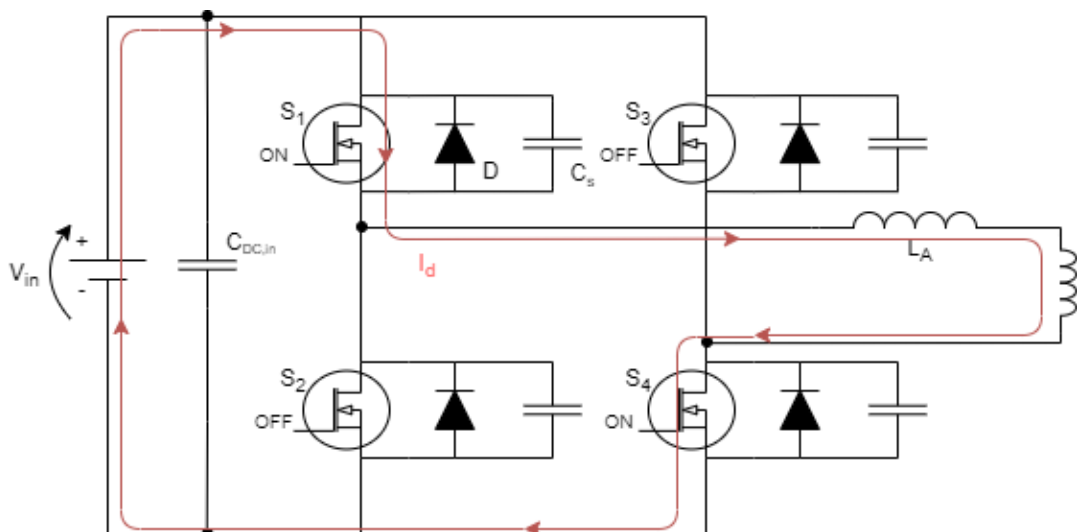 S1
ON
D
Cs
S3
OFF
Vin
+
-
CDC,in
Id
LA
S2
OFF
S4
ON